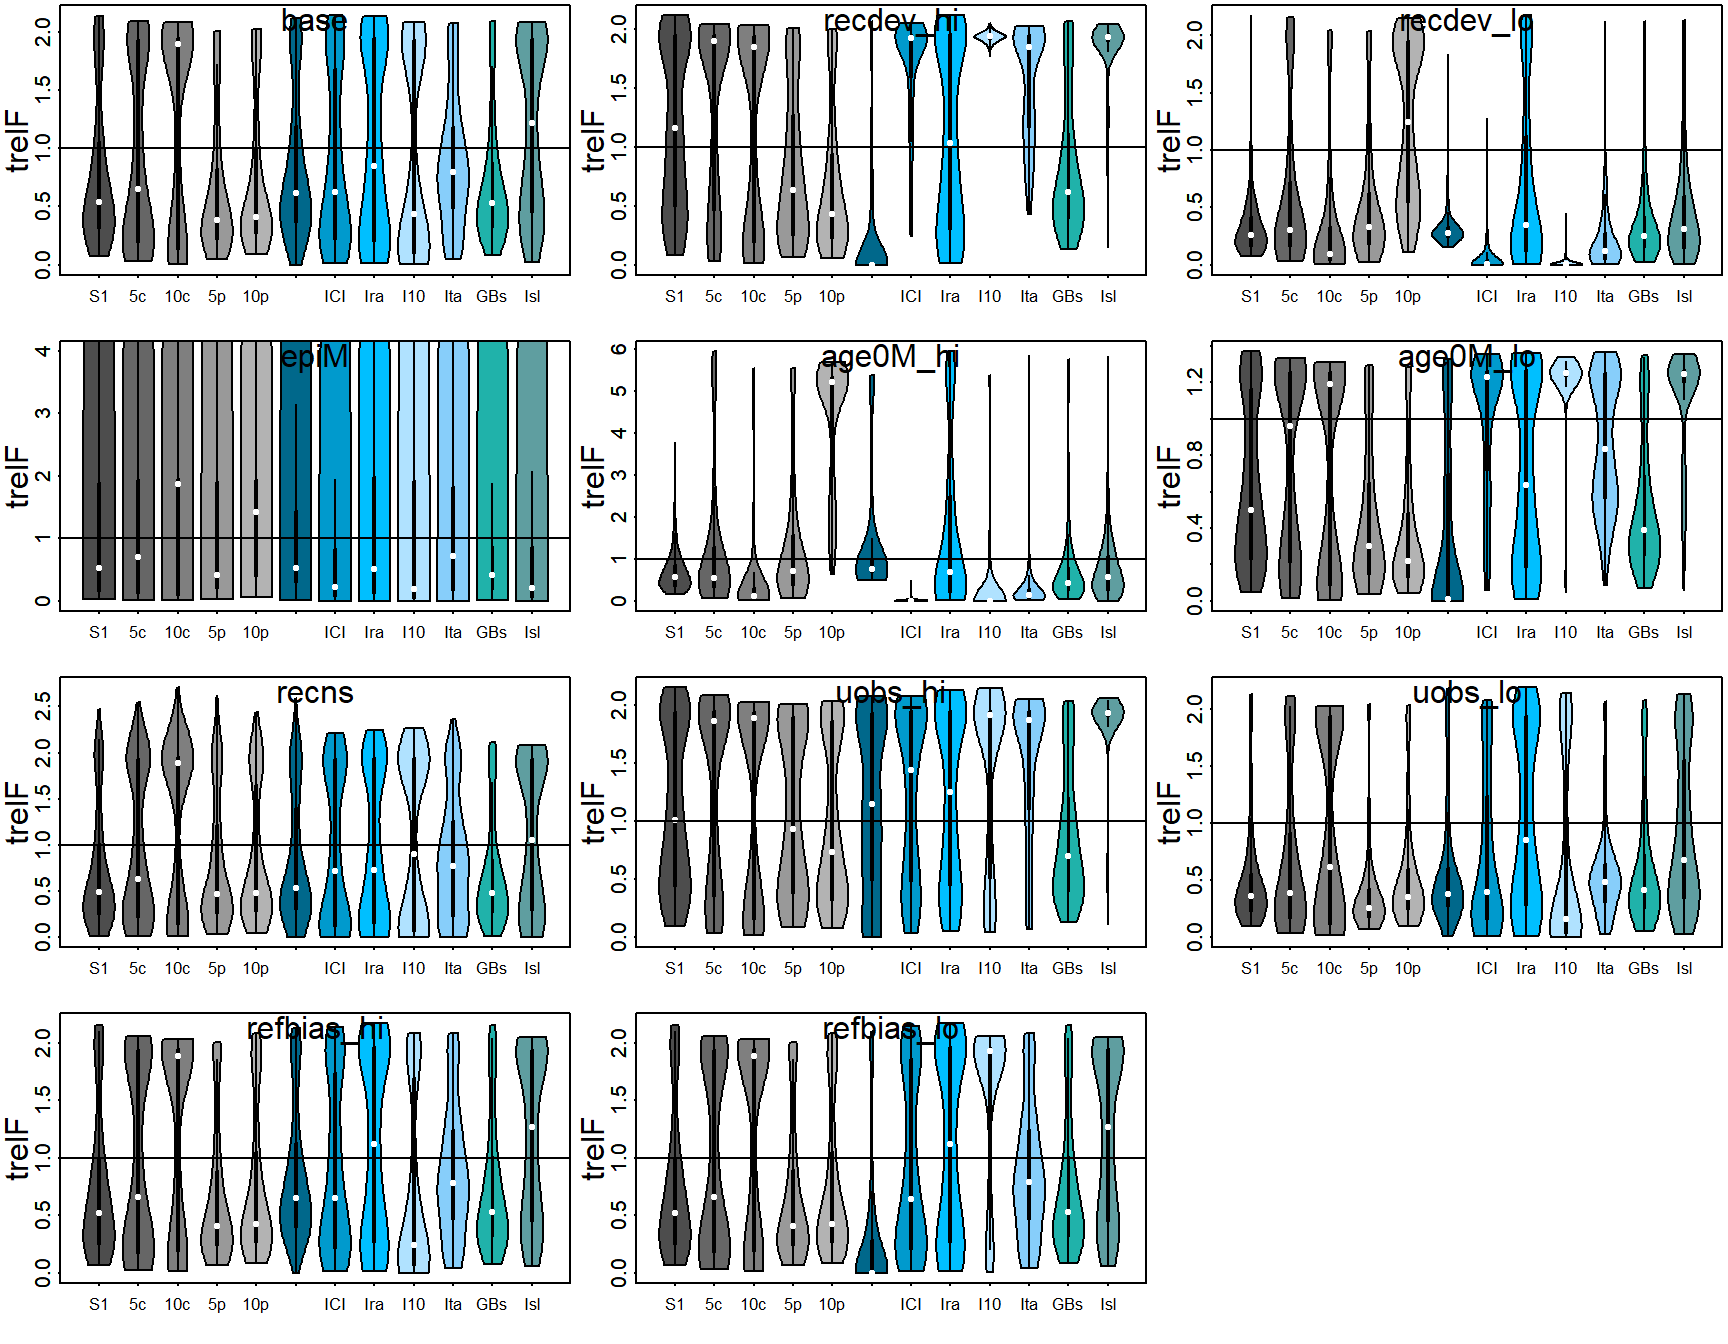 base
trelF
0.0 0.5 1.0 1.5 2.0
S1 5c 10c 5p 10p ICI Ira I10 Ita GBs Isl
recdev_hi
trelF
0.0 0.5 1.0 1.5 2.0
S1 5c 10c 5p 10p ICI Ira I10 Ita GBs Isl
recdev_lo
trelF
0.0 0.5 1.0 1.5 2.0
S1 5c 10c 5p 10p ICI Ira I10 Ita GBs Isl
epiM
trelF
0 1 2 3 4
S1 5c 10c 5p 10p ICI Ira I10 Ita GBs Isl
age0M_hi
trelF
0 1 2 3 4 5 6
S1 5c 10c 5p 10p ICI Ira I10 Ita GBs Isl
age0M_lo
trelF
0.0 0.4 0.8 1.2
S1 5c 10c 5p 10p ICI Ira I10 Ita GBs Isl
recns
trelF
0.0 0.5 1.0 1.5 2.0 2.5
S1 5c 10c 5p 10p ICI Ira I10 Ita GBs Isl
uobs_hi
trelF
0.0 0.5 1.0 1.5 2.0
S1 5c 10c 5p 10p ICI Ira I10 Ita GBs Isl
uobs_lo
trelF
0.0 0.5 1.0 1.5 2.0
S1 5c 10c 5p 10p ICI Ira I10 Ita GBs Isl
refbias_hi
trelF
0.0 0.5 1.0 1.5 2.0
S1 5c 10c 5p 10p ICI Ira I10 Ita GBs Isl
refbias_lo
trelF
0.0 0.5 1.0 1.5 2.0
S1 5c 10c 5p 10p ICI Ira I10 Ita GBs Isl